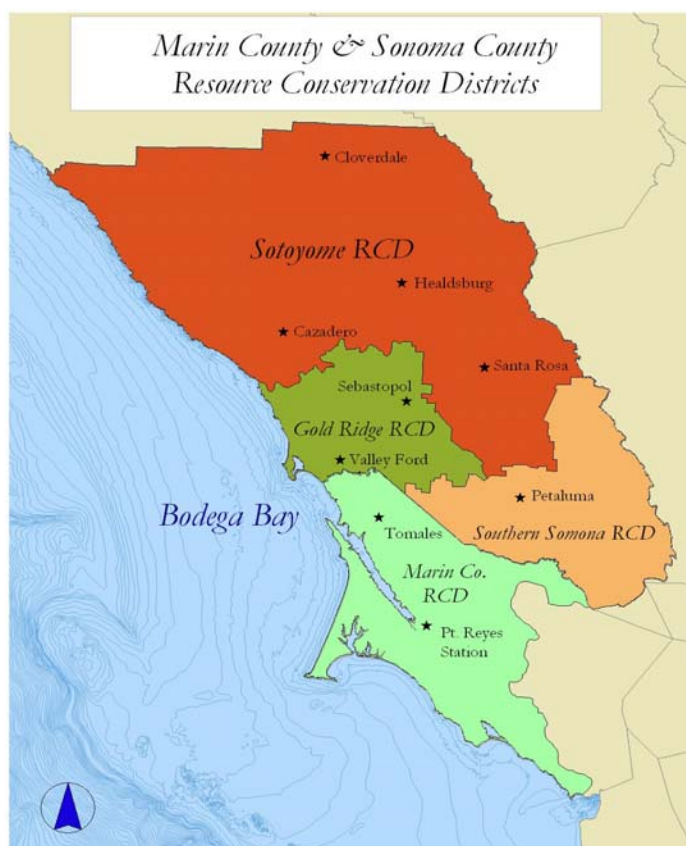 Marin County & Sonoma County
Resource Conservation Districts
Cloverdale
Sotoyome RCD
Healdsburg
Cazadero
Santa Rosa
Sebastopol
Gold Ridge RCD
Valley Ford
Petaluma
Bodega Bay
Tomales
Southern Somona RCD
Marin Co.
RCD
Pt. Reyes
Station